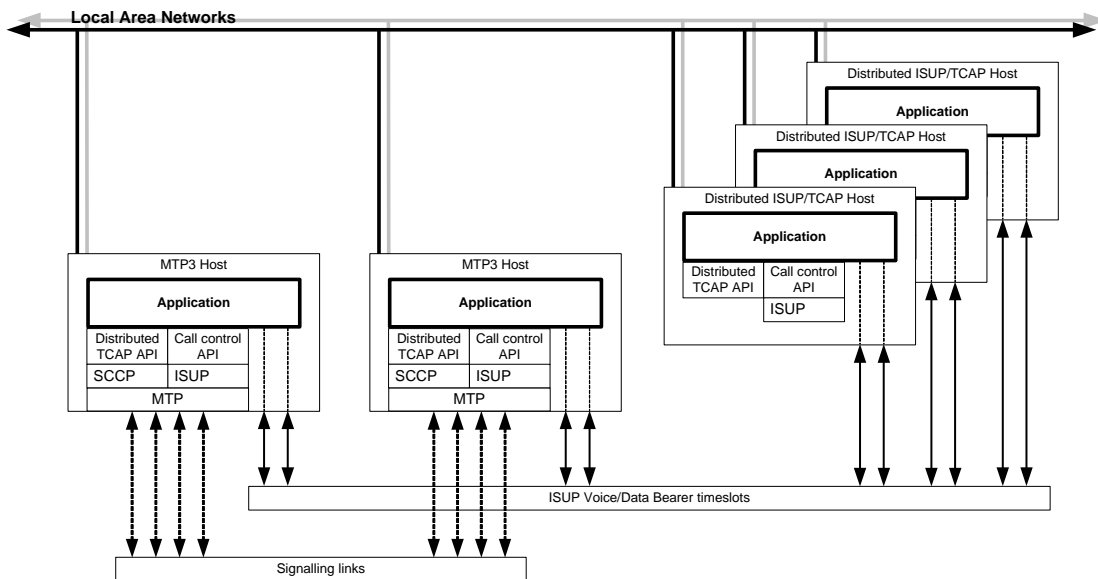 Local Area Networks
Distributed ISUP/TCAP Host
Application
Distributed ISUP/TCAP Host
Application
Distributed ISUP/TCAP Host
Application
Distributed
TCAP API
Call control
API
ISUP
MTP3 Host
Application
Distributed
TCAP API
Call control
API
SCCP
ISUP
MTP
MTP3 Host
Application
Distributed
TCAP API
Call control
API
SCCP
ISUP
MTP
ISUP Voice/Data Bearer timeslots
Signalling links